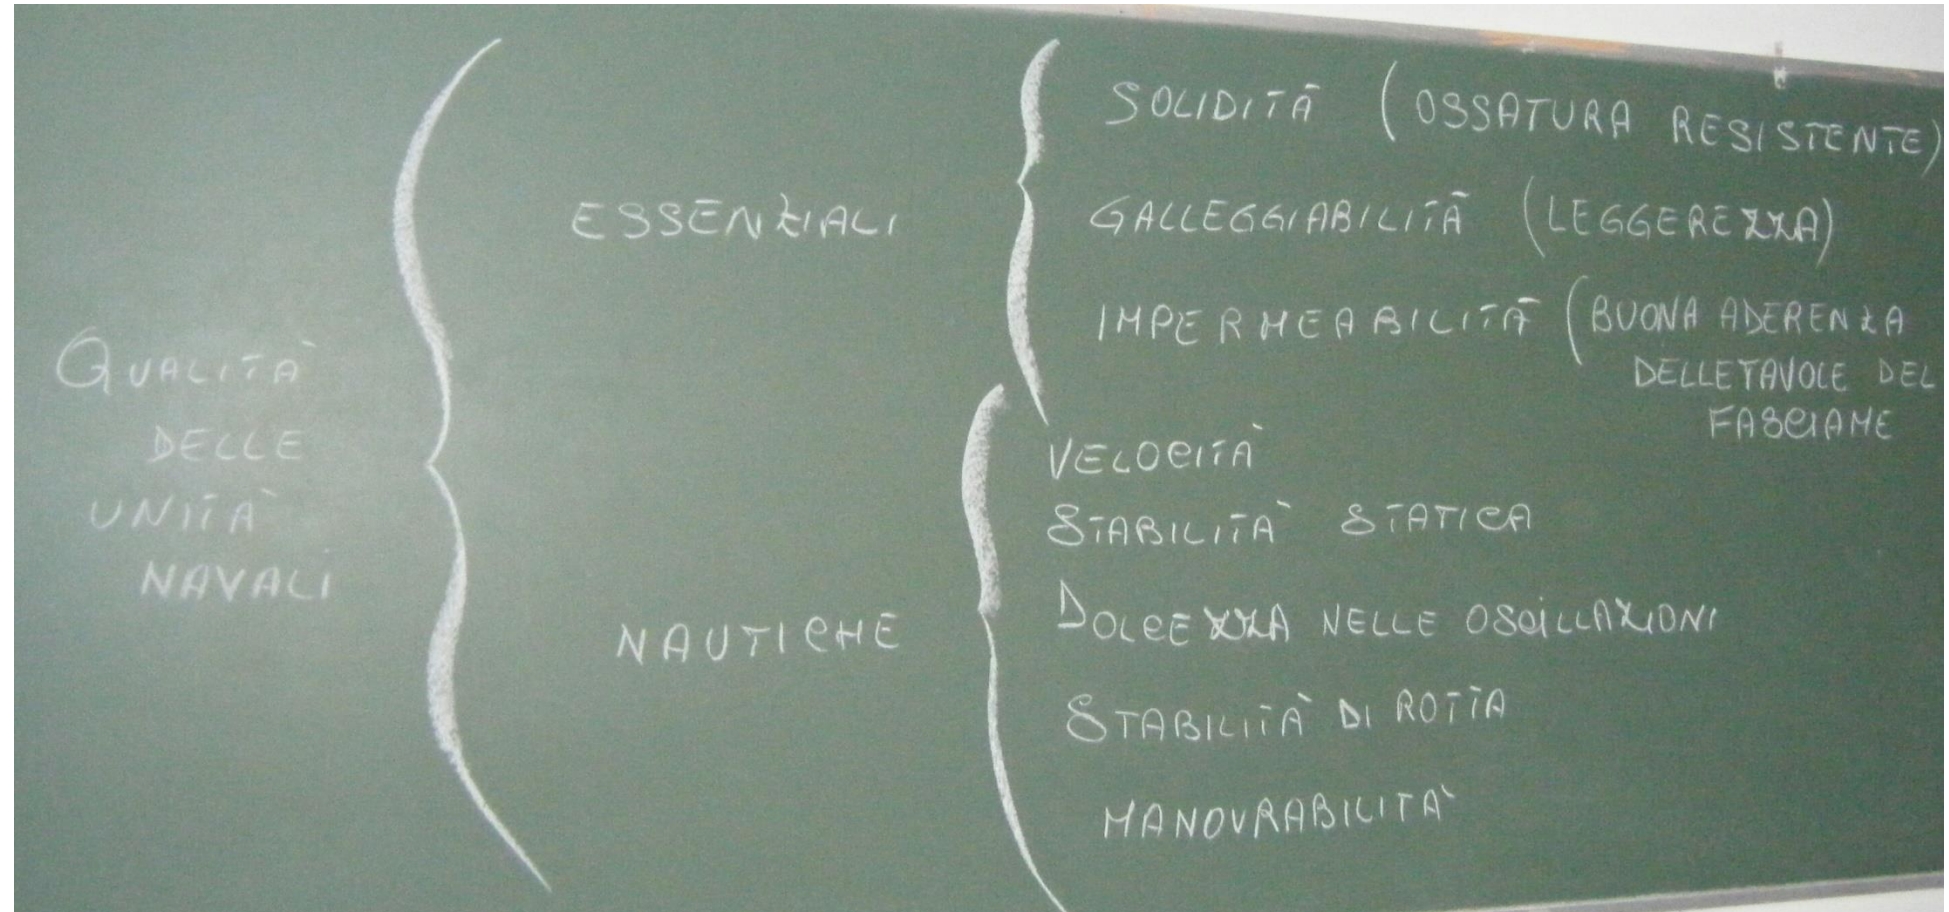 QUALITÀ
DELLE
UNITÀ
NAVALI
ESSENZIALI
SOLIDITÀ (OSSATURA RESISTENTE)
GALLEGGIABILITÀ (LEGGEREZZA)
IMPERMEABILITÀ (BUONA ADERENZA
DELLE TAVOLE DEL
FASCIAME
NAUTICHE
VELOCITÀ
STABILITÀ STATICA
DOLCEZZA NELLE OSCILLAZIONI
STABILITÀ DI ROTTA
MANOVRABILITÀ